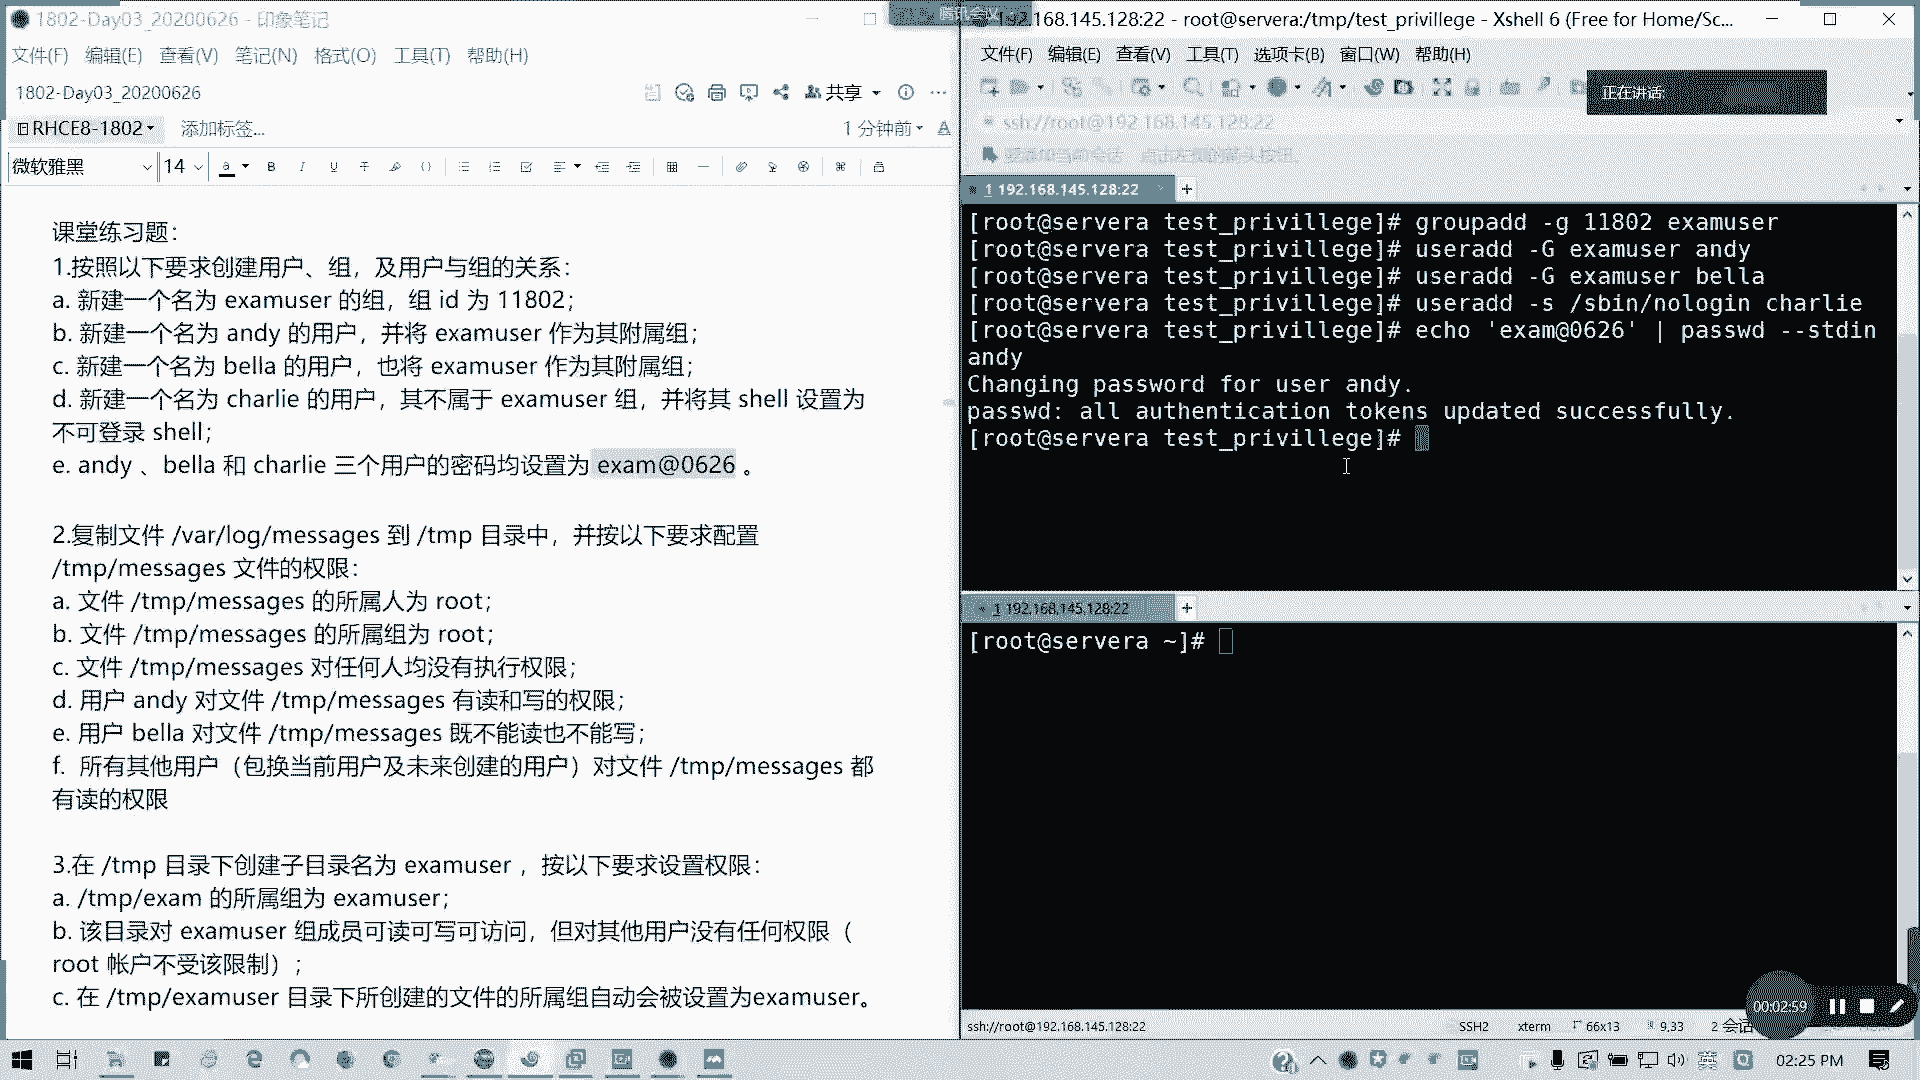 1802-Day03_20200626 - 印象笔记
文件(F) 编辑(E) 查看(V) 笔记(N) 格式(O) 工具(T) 帮助(H)
1802-Day03_20200626
共享
RHCE8-1802
添加标签...
1 分钟前
微软雅黑
14
课堂练习题：
1.按照以下要求创建用户、组，及用户与组的关系：
a. 新建一个名为 examuser 的组，组 id 为 11802；
b. 新建一个名为 andy 的用户，并将 examuser 作为其附属组；
c. 新建一个名为 bella 的用户，也将 examuser 作为其附属组；
d. 新建一个名为 charlie 的用户，其不属于 examuser 组，并将其 shell 设置为
不可登录 shell；
e. andy 、bella 和 charlie 三个用户的密码均设置为 exam@0626 。
2.复制文件 /var/log/messages 到 /tmp 目录中，并按以下要求配置
/tmp/messages 文件的权限：
a. 文件 /tmp/messages 的所属人为 root；
b. 文件 /tmp/messages 的所属组为 root；
c. 文件 /tmp/messages 对任何人均没有执行权限；
d. 用户 andy 对文件 /tmp/messages 有读和写的权限；
e. 用户 bella 对文件 /tmp/messages 既不能读也不能写；
f. 所有其他用户（包换当前用户及未来创建的用户）对文件 /tmp/messages 都
有读的权限
3.在 /tmp 目录下创建子目录名为 examuser ，按以下要求设置权限：
a. /tmp/exam 的所属组为 examuser；
b. 该目录对 examuser 组成员可读可写可访问，但对其他用户没有任何权限（
root 帐户不受该限制）；
c. 在 /tmp/examuser 目录下所创建的文件的所属组自动会被设置为examuser。
腾讯会议
.168.145.128:22 - root@servera:/tmp/test_privillege - Xshell 6 (Free for Home/Sc...
文件(F) 编辑(E) 查看(V) 工具(T) 选项卡(B) 窗口(W) 帮助(H)
正在讲话:
ssh://root@192.168.145.128:22
要添加当前会话，点击左侧的箭头按钮。
1 192.168.145.128:22
[root@servera test_privillege]# groupadd -g 11802 examuser
[root@servera test_privillege]# useradd -G examuser andy
[root@servera test_privillege]# useradd -G examuser bella
[root@servera test_privillege]# useradd -s /sbin/nologin charlie
[root@servera test_privillege]# echo 'exam@0626' | passwd --stdin
andy
Changing password for user andy.
passwd: all authentication tokens updated successfully.
[root@servera test_privillege]#
1 192.168.145.128:22
[root@servera ~]#
00:02:59
ssh://root@192.168.145.128:22
SSH2
xterm
66x13
9,33
2 会话
英
02:25 PM